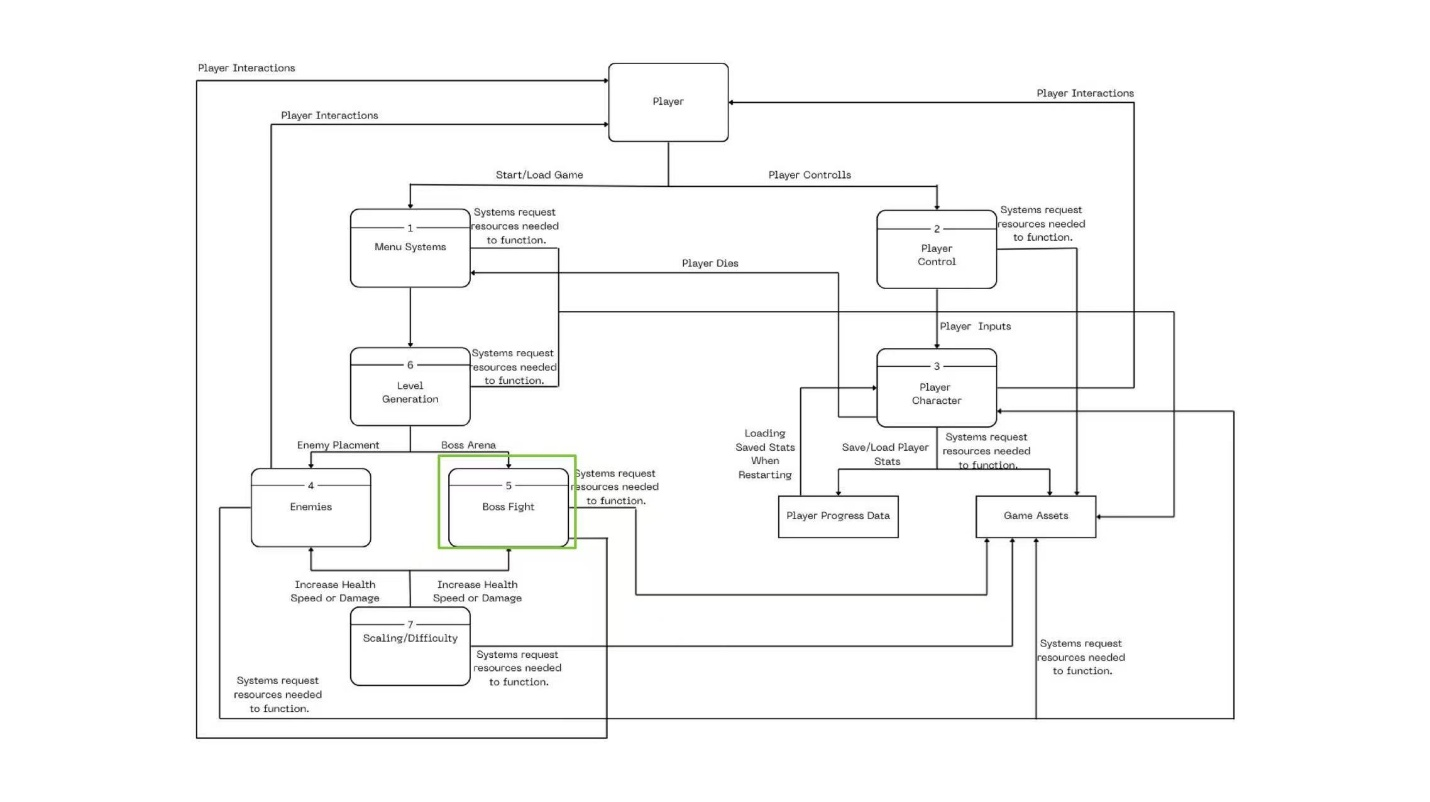 Player Interactions
Player
Player Interactions
Player Interactions
Start/Load Game
Player Controlls
1
Menu Systems
Systems request
resources needed
to function.
2
Player
Control
Systems request
resources needed
to function.
Player Dies
Player Inputs
6
Level
Generation
Systems request
resources needed
to function.
3
Player
Character
Enemy Placment
Boss Arena
Loading
Saved Stats
When
Restarting
Save/Load Player
Stats
Systems request
resources needed
to function.
4
Enemies
5
Boss Fight
Systems request
resources needed
to function.
Player Progress Data
Game Assets
Increase Health
Speed or Damage
Increase Health
Speed or Damage
7
Scaling/Difficulty
Systems request
resources needed
to function.
Systems request
resources needed
to function.
Systems request
resources needed
to function.